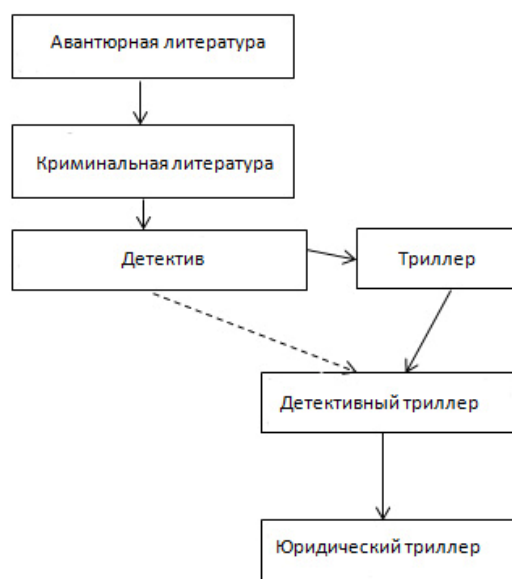 Авантюрная литература
Криминальная литература
Детектив
Триллер
Детективный триллер
Юридический триллер